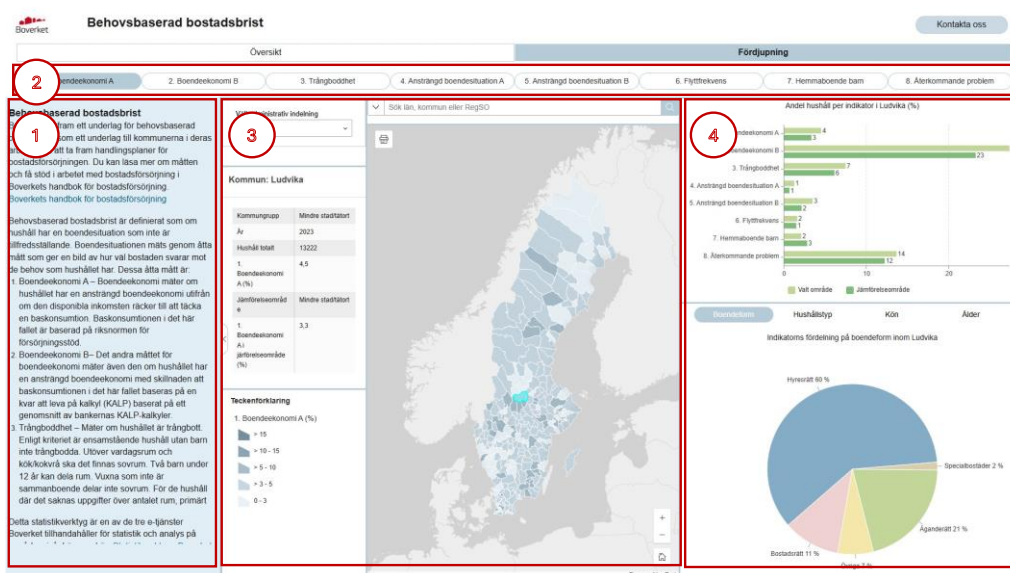 Boverket
Behovsbaserad bostadsbrist
Kontakta oss
Översikt
Fördjupning
2
endeekonomi A
2. Boendeekonomi B
3. Trångboddhet
4. Ansträngd boendesituation A
5. Ansträngd boendesituation B
6. Flyttfrekvens
7. Hemmaboende barn
8. Återkommande problem
1
Behovsbaserad bostadsbrist
fram ett underlag för behovsbaserad
som ett underlag till kommunerna i deras
att ta fram handlingsplaner för
bostadsförsörjningen. Du kan läsa mer om måtten
och få stöd i arbetet med bostadsförsörjning i
Boverkets handbok för bostadsförsörjning.
Boverkets handbok för bostadsförsörjning
Behovsbaserad bostadsbrist är definierat som om
hushåll har en boendesituation som inte är
tillfredsställande. Boendesituationen mäts genom åtta
mått som ger en bild av hur väl bostaden svarar mot
de behov som hushållet har. Dessa åtta mått är:
1. Boendeekonomi A – Boendeekonomi mäter om
hushållet har en ansträngd boendeekonomi utifrån
om den disponibla inkomsten räcker till att täcka
en baskonsumtion. Baskonsumtionen i det här
fallet är baserad på riksnormen för
försörjningsstöd.
2. Boendeekonomi B– Det andra måttet för
boendeekonomi mäter även den om hushållet har
en ansträngd boendeekonomi med skillnaden att
baskonsumtionen i det här fallet baseras på en
kvar att leva på kalkyl (KALP) baserat på ett
genomsnitt av bankernas KALP-kalkyler.
3. Trångboddhet – Mäter om hushållet är trångbott.
Enligt kriteriet är ensamstående hushåll utan barn
inte trångbodda. Utöver vardagsrum och
kök/kokvrå ska det finnas sovrum. Två barn under
12 år kan dela rum. Vuxna som inte är
sammanboende delar inte sovrum. För de hushåll
där det saknas uppgifter över antalet rum, primärt
Detta statistikverktyg är en av de tre e-tjänster
Boverket tillhandahåller för statistik och analys på
3
administrativ indelning
Kommun: Ludvika
Kommungrupp Mindre stad/tätort
År 2023
Hushåll totalt 13222
1. Boendeekonomi A (%) 4,5
Jämförelseområde Mindre stad/tätort
1. Boendeekonomi A i jämförelseområde (%) 3,3
Teckenförklaring
1. Boendeekonomi A (%)
> 15
> 10 - 15
> 5 - 10
> 3 - 5
0 - 3
Sök län, kommun eller RegSO
+
−
4
Andel hushåll per indikator i Ludvika (%)
endeekonomi A 4 3
endeekonomi B 23
3. Trångboddhet 7 6
4. Ansträngd boendesituation A 1 1
5. Ansträngd boendesituation B 3 2
6. Flyttfrekvens 2 1
7. Hemmaboende barn 2 3
8. Återkommande problem 14 12
0 10 20
Valt område Jämförelseområde
Boendeform Hushållstyp Kön Ålder
Indikatorns fördelning på boendeform inom Ludvika
Hyresrätt 60 %
Specialbostäder 2 %
Äganderätt 21 %
Bostadsrätt 11 %